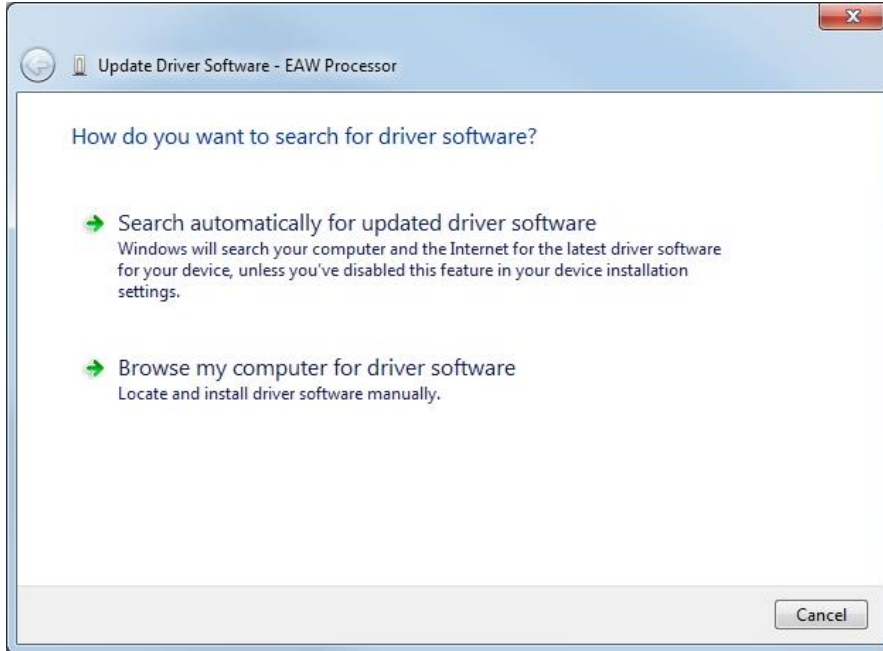 Update Driver Software - EAW Processor
How do you want to search for driver software?
Search automatically for updated driver software
Windows will search your computer and the Internet for the latest driver software
for your device, unless you've disabled this feature in your device installation
settings.
Browse my computer for driver software
Locate and install driver software manually.
Cancel